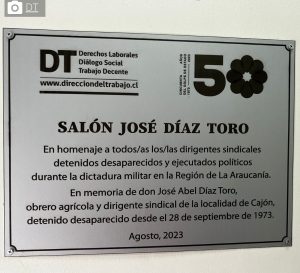 DT
DT
Derechos Laborales
Diálogo Social
Trabajo Decente
www.direcciondeltrabajo.cl
50
SALÓN JOSÉ DÍAZ TORO
En homenaje a todos/as los/las dirigentes sindicales
detenidos desaparecidos y ejecutados políticos
durante la dictadura militar en la Región de La Araucanía.
En memoria de don José Abel Díaz Toro,
obrero agrícola y dirigente sindical de la localidad de Cajón,
detenido desaparecido desde el 28 de septiembre de 1973.
Agosto, 2023